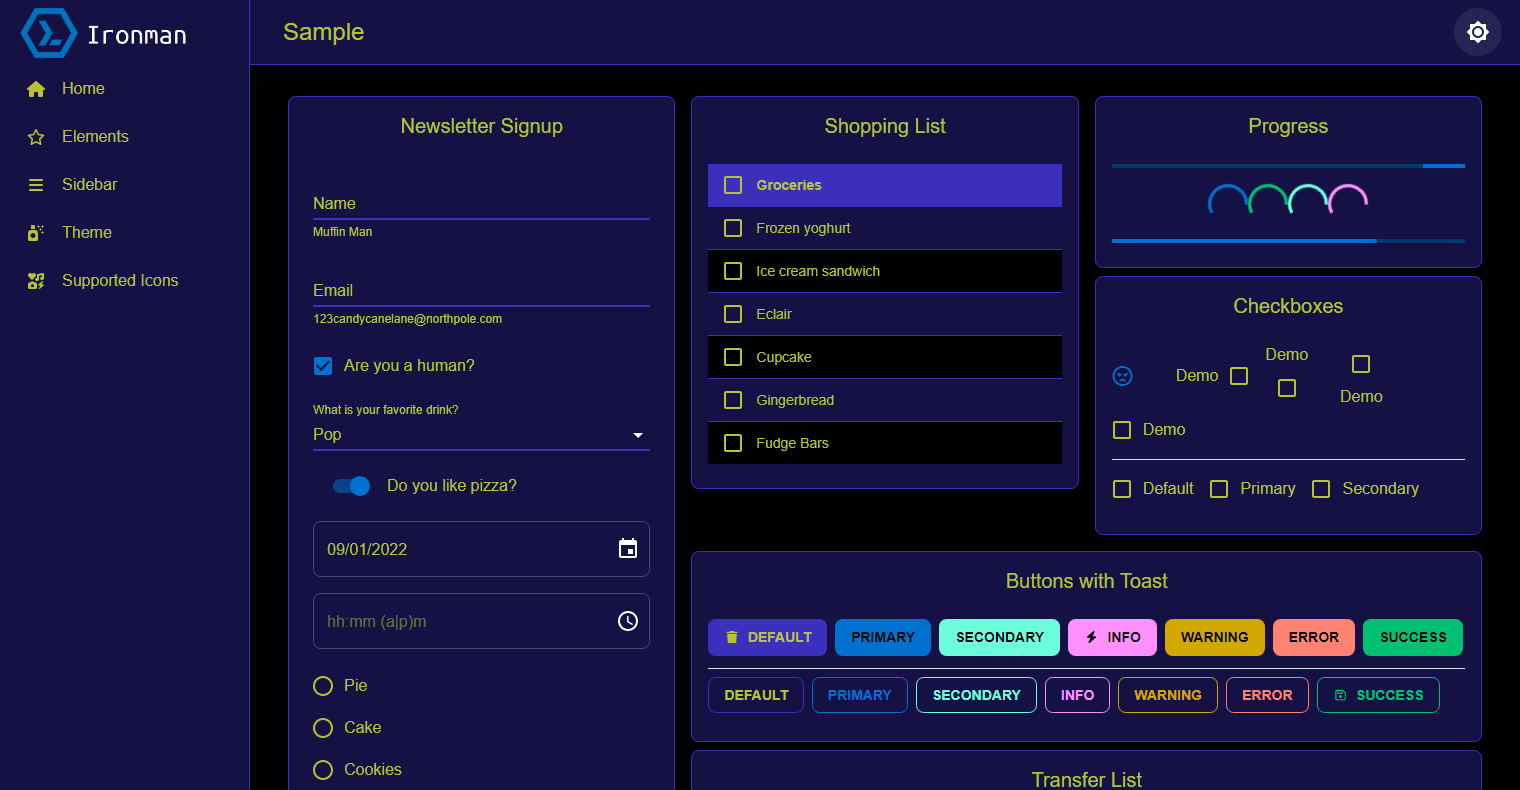 Ironman
Sample
Home
Elements
Sidebar
Theme
Supported Icons
Newsletter Signup
Name
Muffin Man
Email
123candycanelane@northpole.com
Are you a human?
What is your favorite drink?
Pop
Do you like pizza?
09/01/2022
hh:mm (a|p)m
Pie
Cake
Cookies
Shopping List
Groceries
Frozen yoghurt
Ice cream sandwich
Eclair
Cupcake
Gingerbread
Fudge Bars
Progress
Checkboxes
Demo
Demo
Demo
Demo
Default Primary Secondary
Buttons with Toast
DEFAULT PRIMARY SECONDARY INFO WARNING ERROR SUCCESS
DEFAULT PRIMARY SECONDARY INFO WARNING ERROR SUCCESS
Transfer List